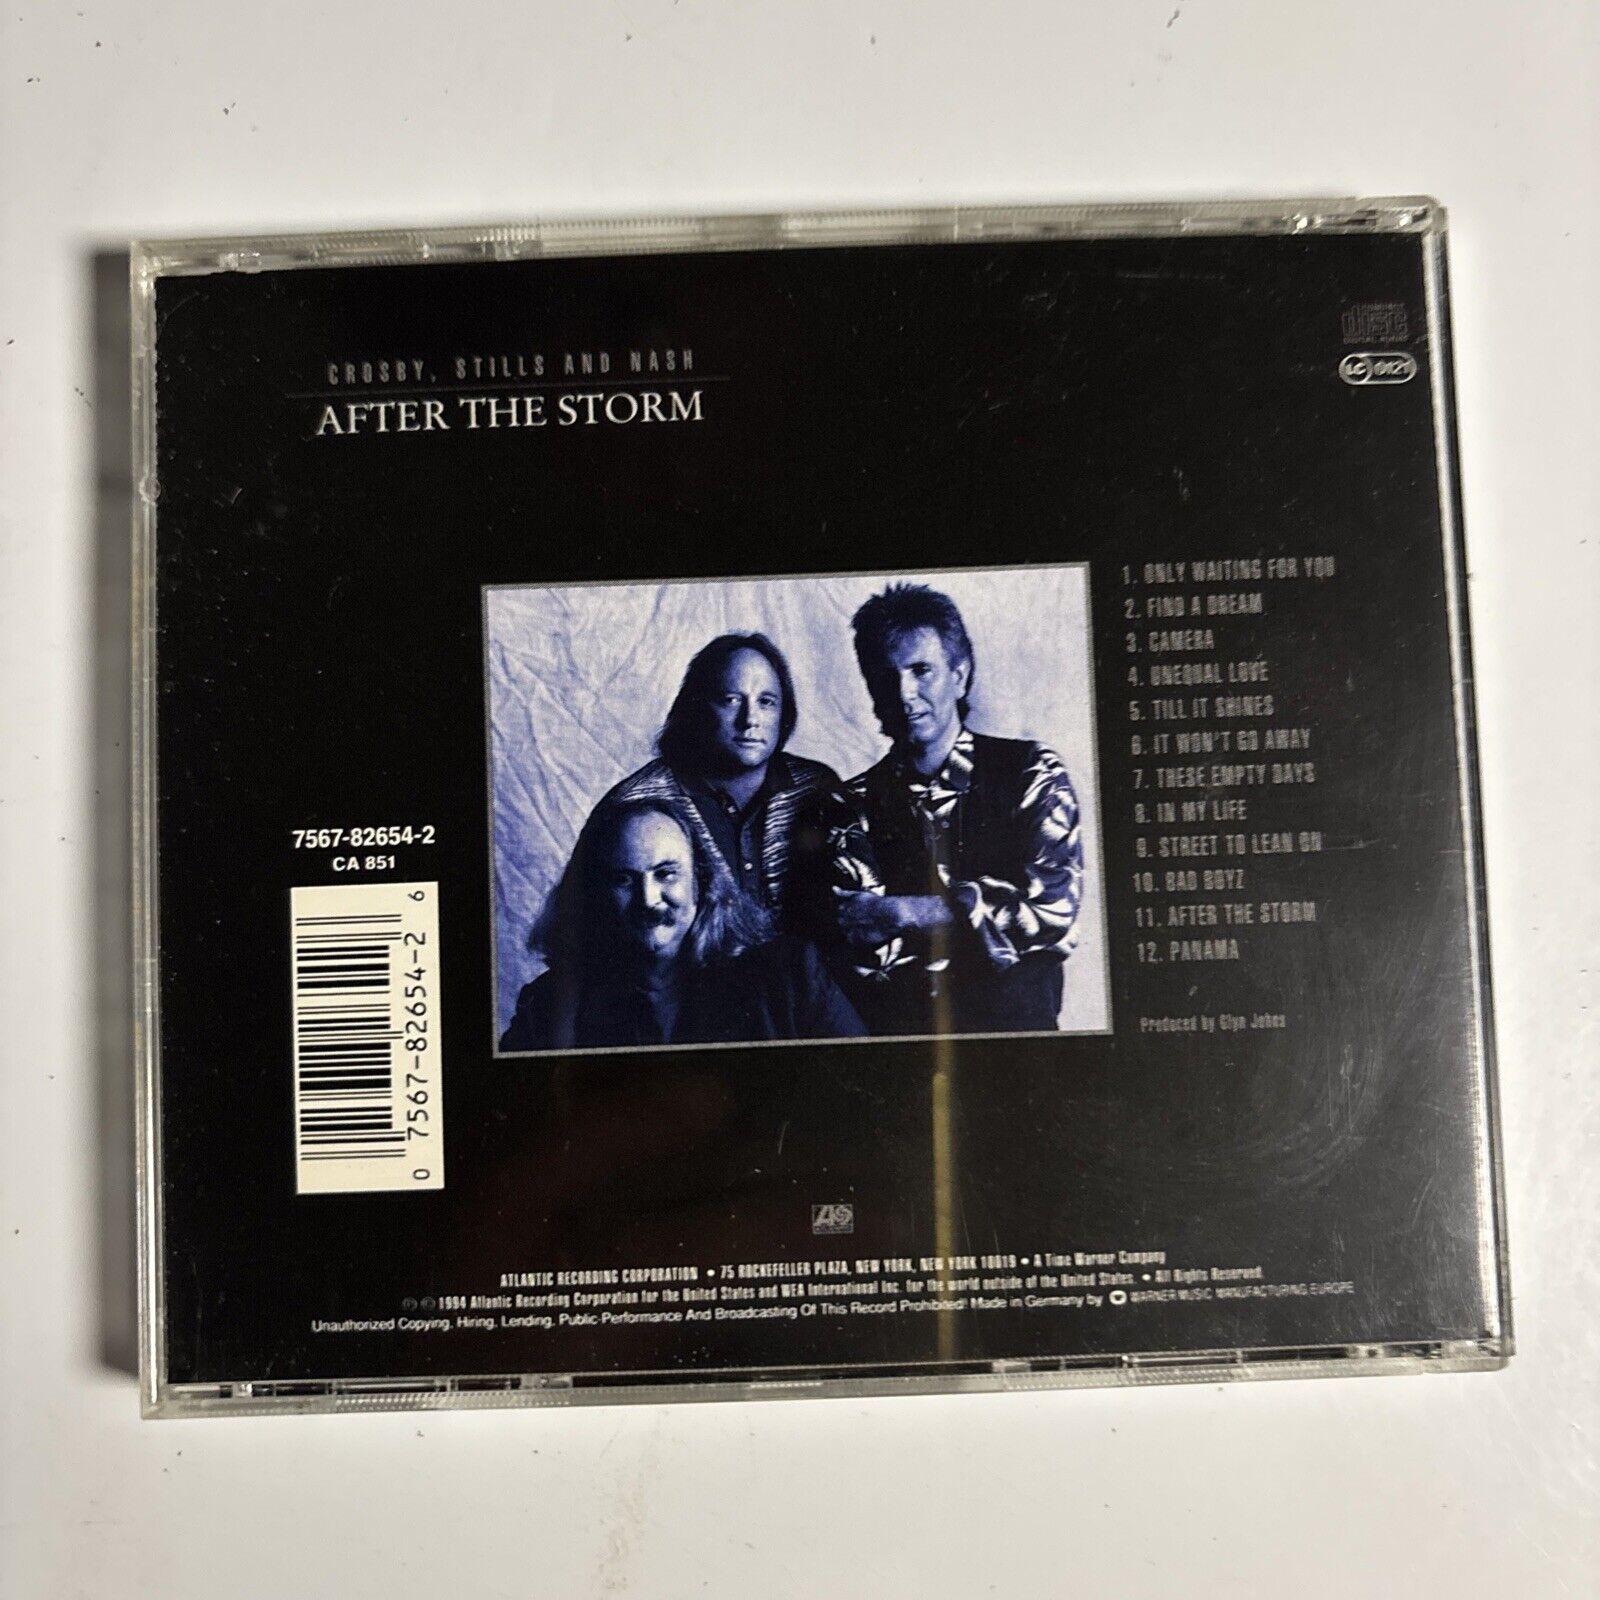 CROSBY, STILLS AND NASH
AFTER THE STORM
disc
DIGITAL AUDIO
LC 0121
1. ONLY WAITING FOR YOU
2. FIND A DREAM
3. CAMERA
4. UNEQUAL LOVE
5. TILL IT SHINES
6. IT WON'T GO AWAY
7. THESE EMPTY DAYS
8. IN MY LIFE
9. STREET TO LEAN ON
10. BAD BOYZ
11. AFTER THE STORM
12. PANAMA
Produced by Glyn Johns
7567-82654-2
CA 851
0 7567-82654-2 6
ATLANTIC RECORDING CORPORATION • 75 ROCKEFELLER PLAZA, NEW YORK, NEW YORK 10019 • A Time Warner Company
℗ © 1994 Atlantic Recording Corporation for the United States and WEA International Inc. for the world outside of the United States. • All Rights Reserved.
Unauthorized Copying, Hiring, Lending, Public Performance And Broadcasting Of This Record Prohibited! Made in Germany by WARNER MUSIC MANUFACTURING EUROPE